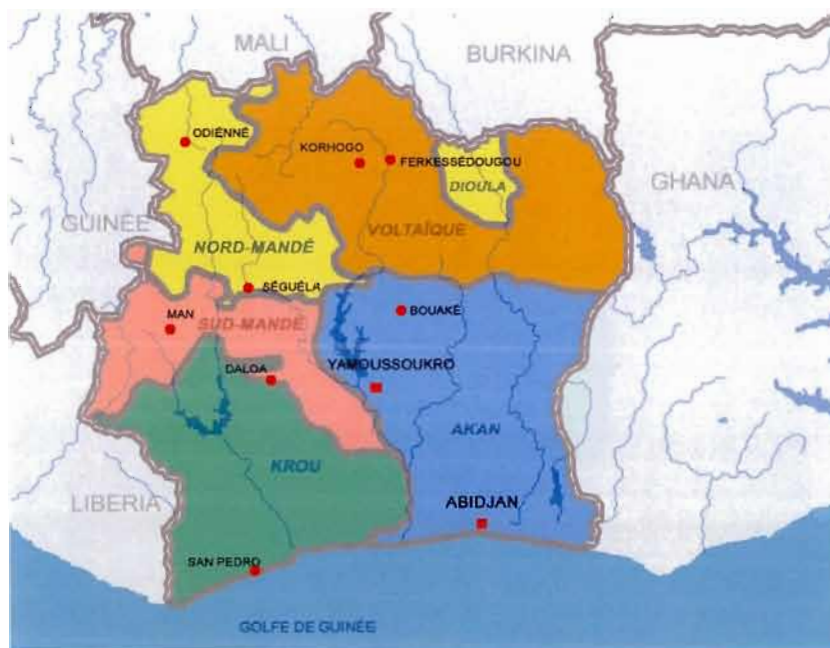 MALI
BURKINA
ODIENNÉ
KORHOGO
FERKESSÉDOUGOU
DIOULA
GHANA
GUINÉE
VOLTAÏQUE
NORD-MANDÉ
SÉGUÉLA
MAN
SUD-MANDÉ
BOUAKÉ
YAMOUSSOUKRO
DALOA
AKAN
KROU
LIBERIA
ABIDJAN
SAN PEDRO
GOLFE DE GUINÉE